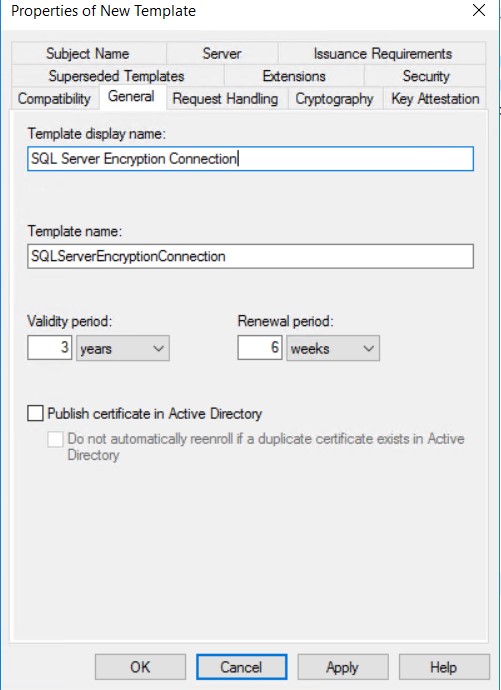 Properties of New Template
Subject Name Server Issuance Requirements
Superseded Templates Extensions Security
Compatibility General Request Handling Cryptography Key Attestation
Template display name:
SQL Server Encryption Connection
Template name:
SQLServerEncryptionConnection
Validity period: Renewal period:
3 years 6 weeks
Publish certificate in Active Directory
Do not automatically reenroll if a duplicate certificate exists in Active
Directory
OK Cancel Apply Help